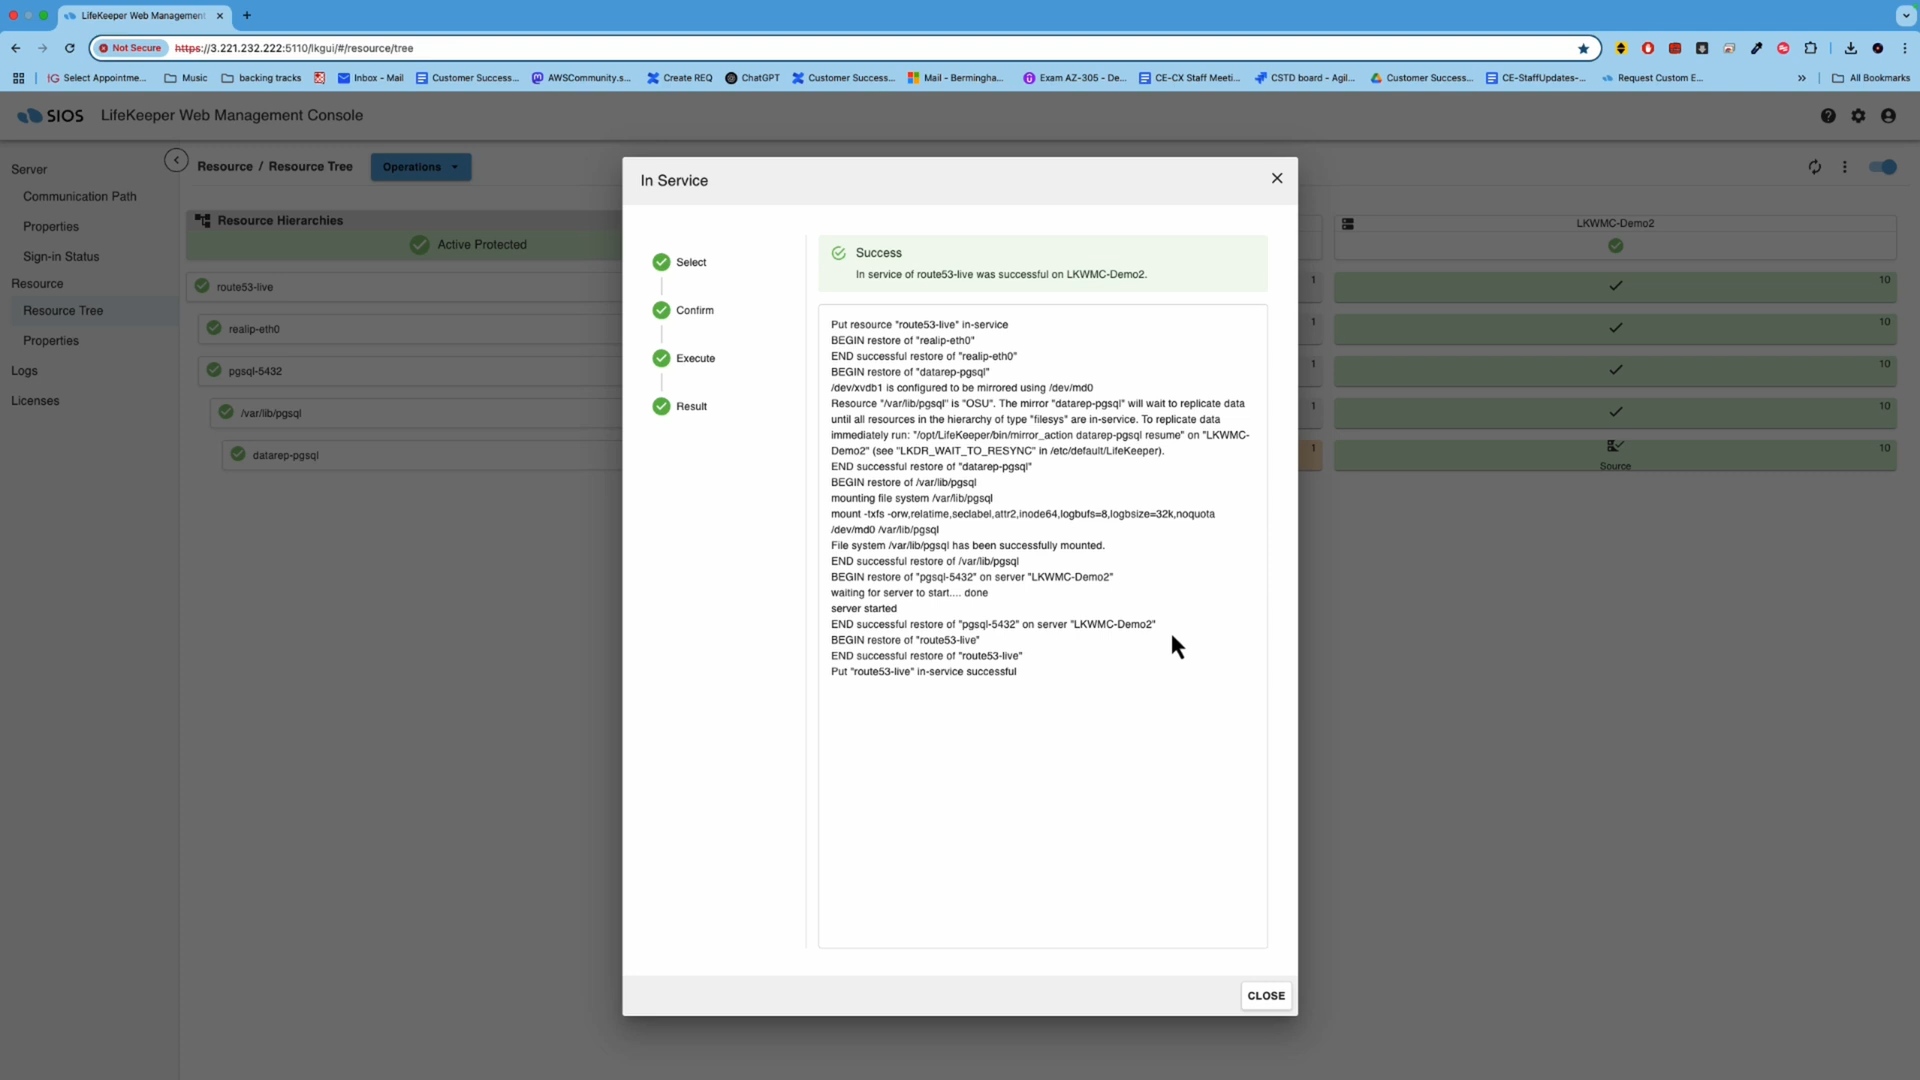 LifeKeeper Web Management
Not Secure https://3.221.232.222:5110/lkgui/#/resource/tree
Select Appointme... Music backing tracks Inbox - Mail Customer Success... AWSCommunity.s... Create REQ ChatGPT Customer Success... Mail - Bermingha... Exam AZ-305 - De... CE-CX Staff Meeti... CSTD board - Agil... Customer Success... CE-StaffUpdates-... Request Custom E... » All Bookmarks
SIOS LifeKeeper Web Management Console
Server
Communication Path
Properties
Sign-in Status
Resource
Resource Tree
Properties
Logs
Licenses
Resource / Resource Tree Operations
Resource Hierarchies
Active Protected
route53-live
realip-eth0
pgsql-5432
/var/lib/pgsql
datarep-pgsql
In Service
Select
Confirm
Execute
Result
Success
In service of route53-live was successful on LKWMC-Demo2.
Put resource "route53-live" in-service
BEGIN restore of "realip-eth0"
END successful restore of "realip-eth0"
BEGIN restore of "datarep-pgsql"
/dev/xvdb1 is configured to be mirrored using /dev/md0
Resource "/var/lib/pgsql" is "OSU". The mirror "datarep-pgsql" will wait to replicate data
until all resources in the hierarchy of type "filesys" are in-service. To replicate data
immediately run: "/opt/LifeKeeper/bin/mirror_action datarep-pgsql resume" on "LKWMC-
Demo2" (see "LKDR_WAIT_TO_RESYNC" in /etc/default/LifeKeeper).
END successful restore of "datarep-pgsql"
BEGIN restore of /var/lib/pgsql
mounting file system /var/lib/pgsql
mount -txfs -orw,relatime,seclabel,attr2,inode64,logbufs=8,logbsize=32k,noquota
/dev/md0 /var/lib/pgsql
File system /var/lib/pgsql has been successfully mounted.
END successful restore of /var/lib/pgsql
BEGIN restore of "pgsql-5432" on server "LKWMC-Demo2"
waiting for server to start.... done
server started
END successful restore of "pgsql-5432" on server "LKWMC-Demo2"
BEGIN restore of "route53-live"
END successful restore of "route53-live"
Put "route53-live" in-service successful
CLOSE
LKWMC-Demo2
1 10
1 10
1 10
1 10
1 10
Source